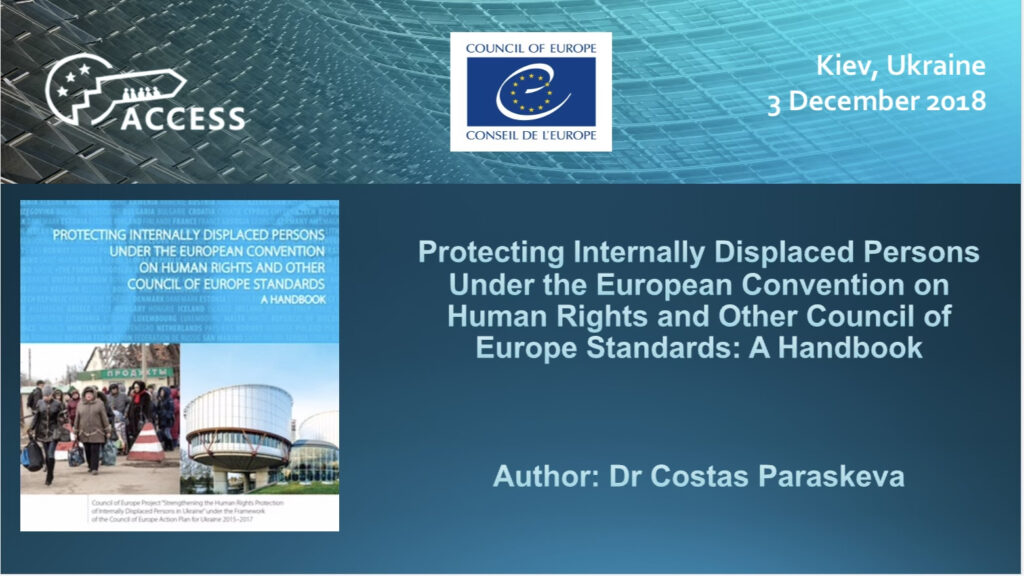 ACCESS
COUNCIL OF EUROPE
CONSEIL DE L'EUROPE
Kiev, Ukraine
3 December 2018
PROTECTING INTERNALLY DISPLACED PERSONS
UNDER THE EUROPEAN CONVENTION
ON HUMAN RIGHTS AND OTHER
COUNCIL OF EUROPE STANDARDS
A HANDBOOK
ПРОДУКТЫ
Council of Europe Project "Strengthening the Human Rights Protection
of Internally Displaced Persons in Ukraine" under the Framework
of the Council of Europe Action Plan for Ukraine 2015–2017
Protecting Internally Displaced Persons
Under the European Convention on
Human Rights and Other Council of
Europe Standards: A Handbook
Author: Dr Costas Paraskeva